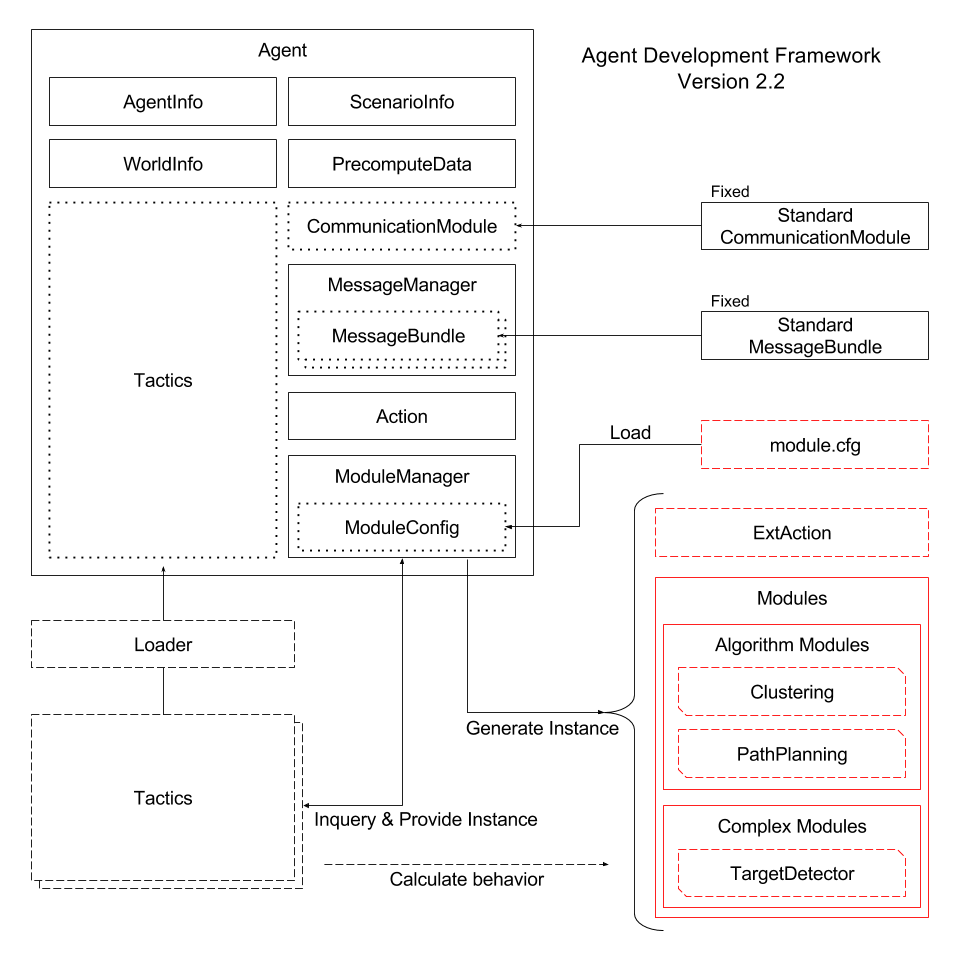 Agent Development Framework
Version 2.2
Agent
AgentInfo
ScenarioInfo
WorldInfo
PrecomputeData
Tactics
CommunicationModule
MessageManager
MessageBundle
Action
ModuleManager
ModuleConfig
Fixed
Standard
CommunicationModule
Fixed
Standard
MessageBundle
Load
module.cfg
ExtAction
Modules
Algorithm Modules
Clustering
PathPlanning
Complex Modules
TargetDetector
Loader
Tactics
Generate Instance
Inquery & Provide Instance
Calculate behavior